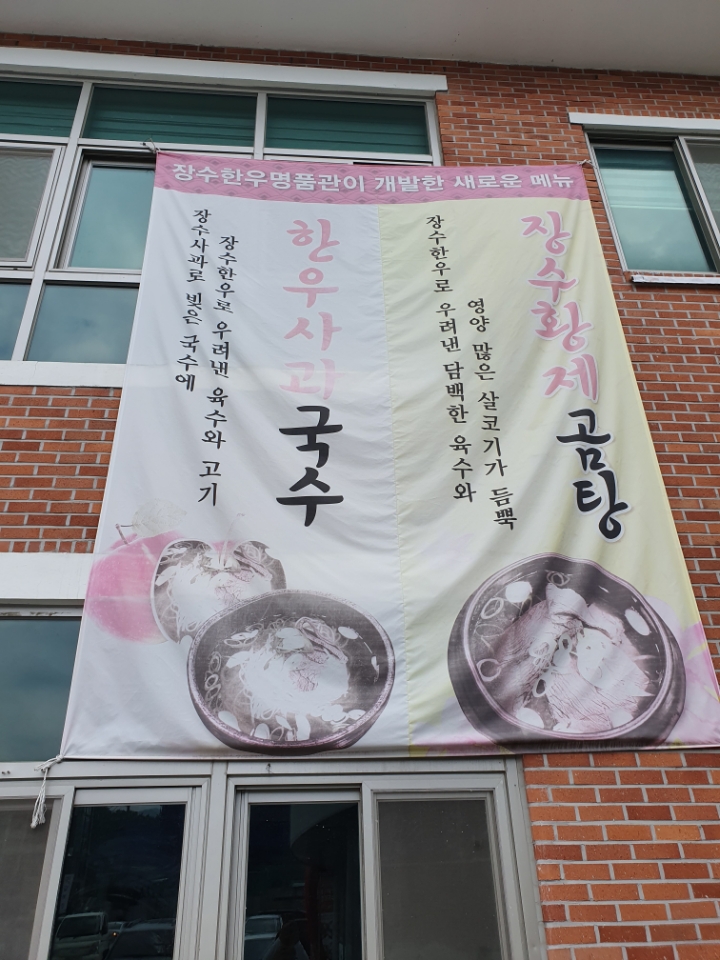 장수한우명품관이 개발한 새로운 메뉴
장수황제
곰탕
영양 많은 살코기가 듬뿍
장수한우로 우려낸 담백한 육수와
한우사과
국수
장수한우로 우려낸 육수와 고기
장수사과로 빚은 국수에